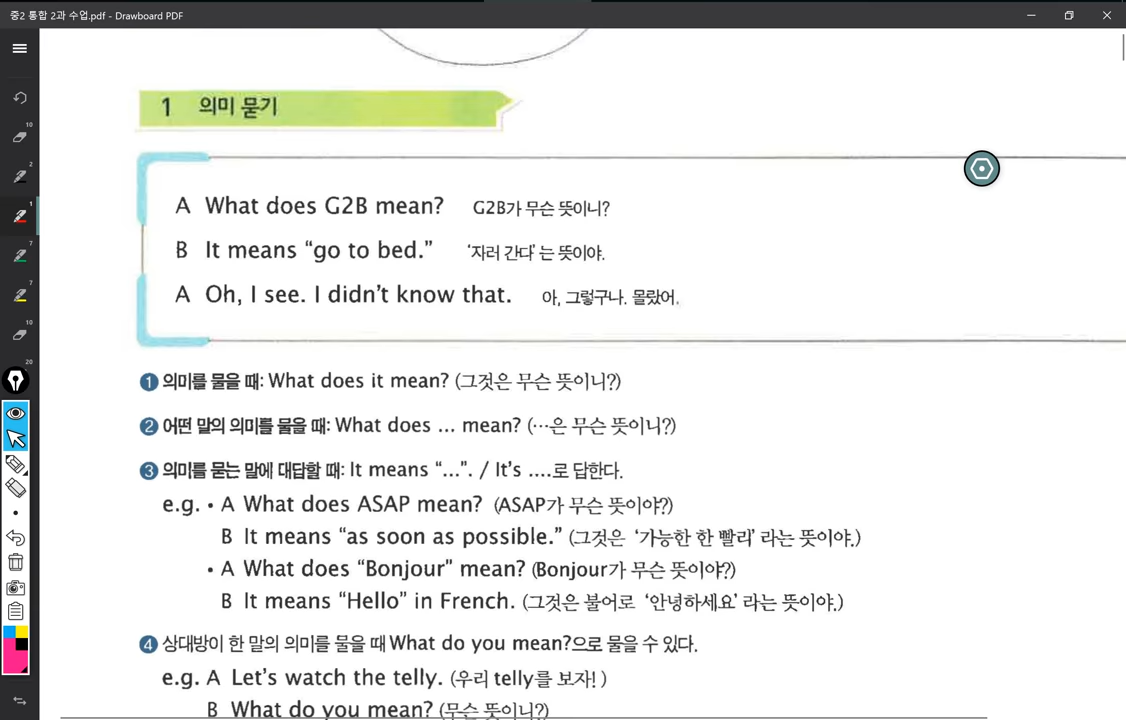 중2 통합 2과 수업.pdf - Drawboard PDF
1 의미 묻기
A What does G2B mean? G2B가 무슨 뜻이니?
B It means “go to bed.” ‘자러 간다’는 뜻이야.
A Oh, I see. I didn’t know that. 아, 그렇구나. 몰랐어.
1 의미를 물을 때: What does it mean? (그것은 무슨 뜻이니?)
2 어떤 말의 의미를 물을 때: What does ... mean? (…은 무슨 뜻이니?)
3 의미를 묻는 말에 대답할 때: It means “...”. / It’s ....로 답한다.
e.g. • A What does ASAP mean? (ASAP가 무슨 뜻이야?)
B It means “as soon as possible.” (그것은 ‘가능한 한 빨리’ 라는 뜻이야.)
• A What does “Bonjour” mean? (Bonjour가 무슨 뜻이야?)
B It means “Hello” in French. (그것은 불어로 ‘안녕하세요’ 라는 뜻이야.)
4 상대방이 한 말의 의미를 물을 때 What do you mean?으로 물을 수 있다.
e.g. A Let’s watch the telly. (우리 telly를 보자! )
B What do you mean? (무슨 뜻이니?)
10
2
1
7
7
10
20